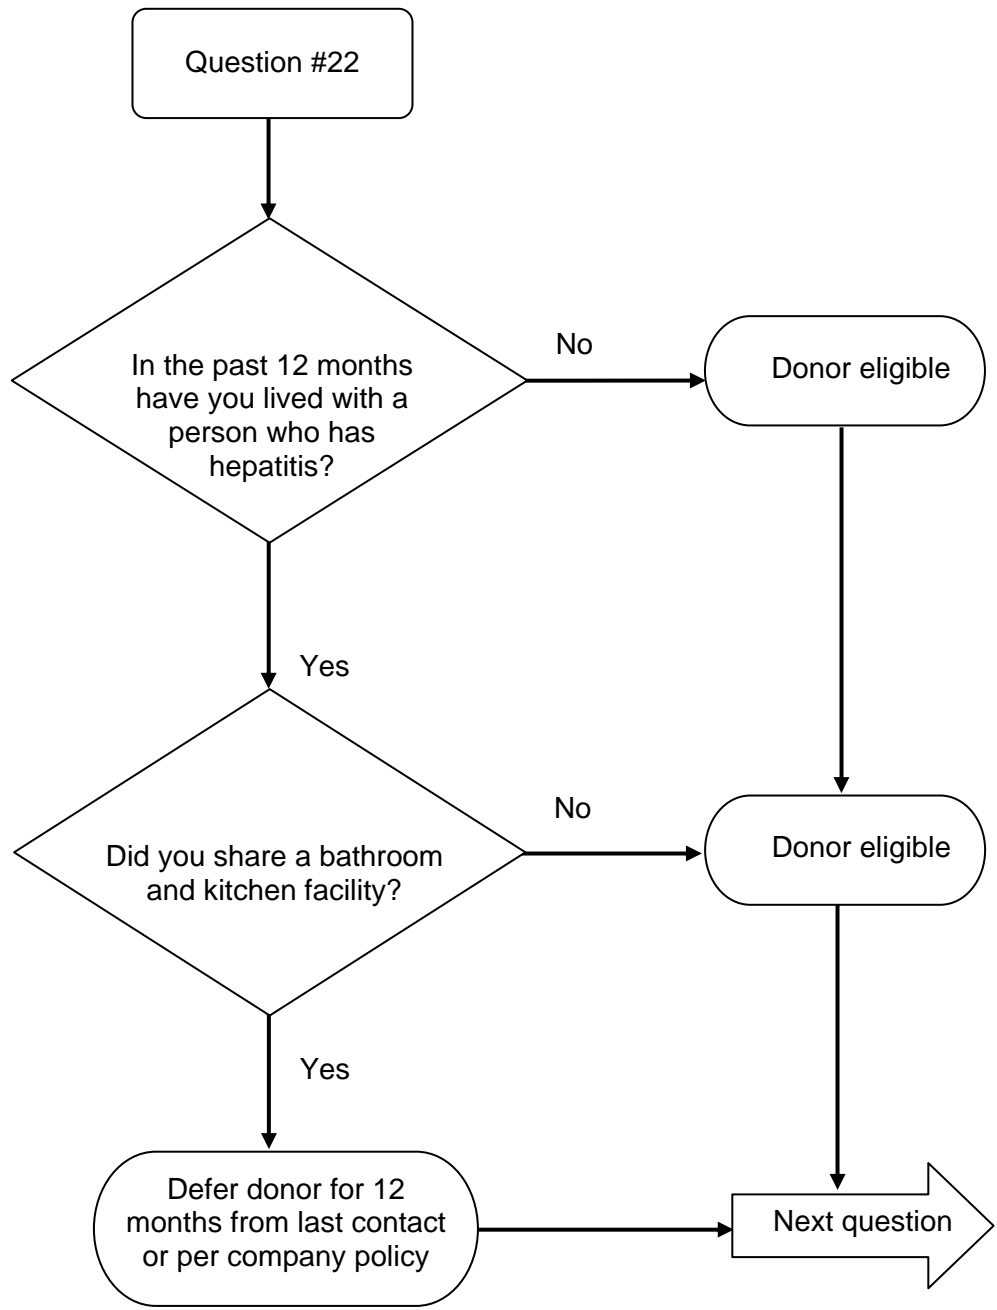 Question #22
In the past 12 months
have you lived with a
person who has
hepatitis?
No
Donor eligible
Yes
Did you share a bathroom
and kitchen facility?
No
Donor eligible
Yes
Defer donor for 12
months from last contact
or per company policy
Next question